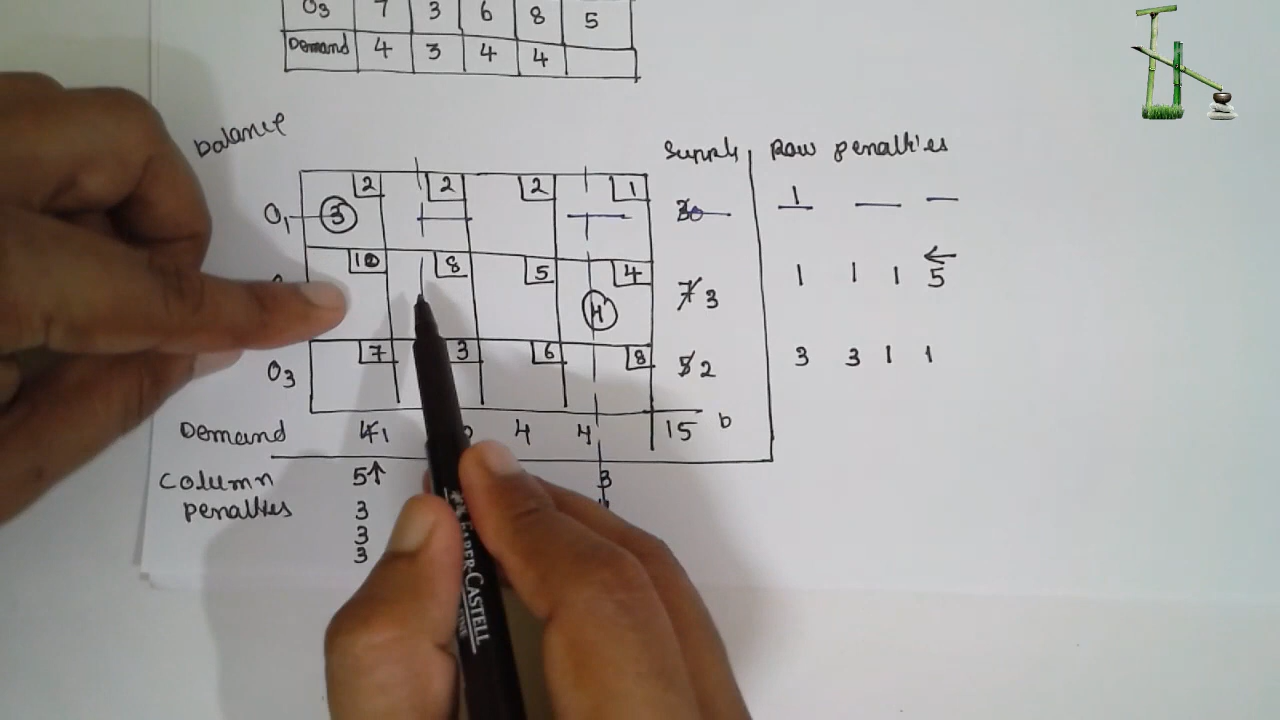 O3 7 3 6 8 5
Demand 4 3 4 4
balance
Supply Row penalties
2 2 2 1
O1 3 30 1 — —
10 8 5 4
4 7 3 1 1 1 5 ←
7 3 6 8
O3 5 2 3 3 1 1
Demand 4 1 4 4 15 b
Column 5↑ 3
penalties 3
3
3
FABER-CASTELL